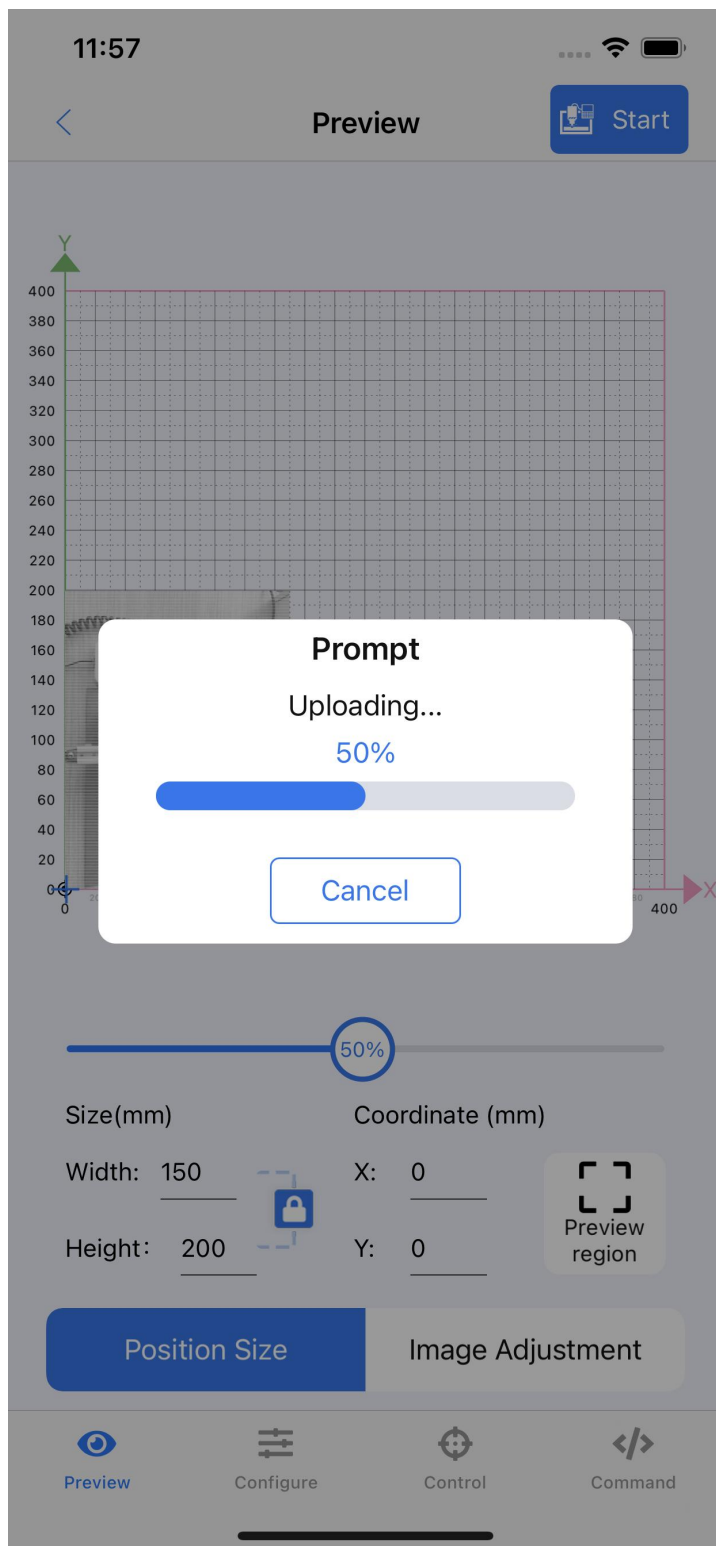 11:57
Preview
Start
Y
400
380
360
340
320
300
280
260
240
220
200
180
160
140
120
100
80
60
40
20
0
0
400
X
Prompt
Uploading...
50%
Cancel
50%
Size(mm)
Coordinate (mm)
Width: 150
X: 0
Height: 200
Y: 0
Preview
region
Position Size
Image Adjustment
Preview
Configure
Control
Command